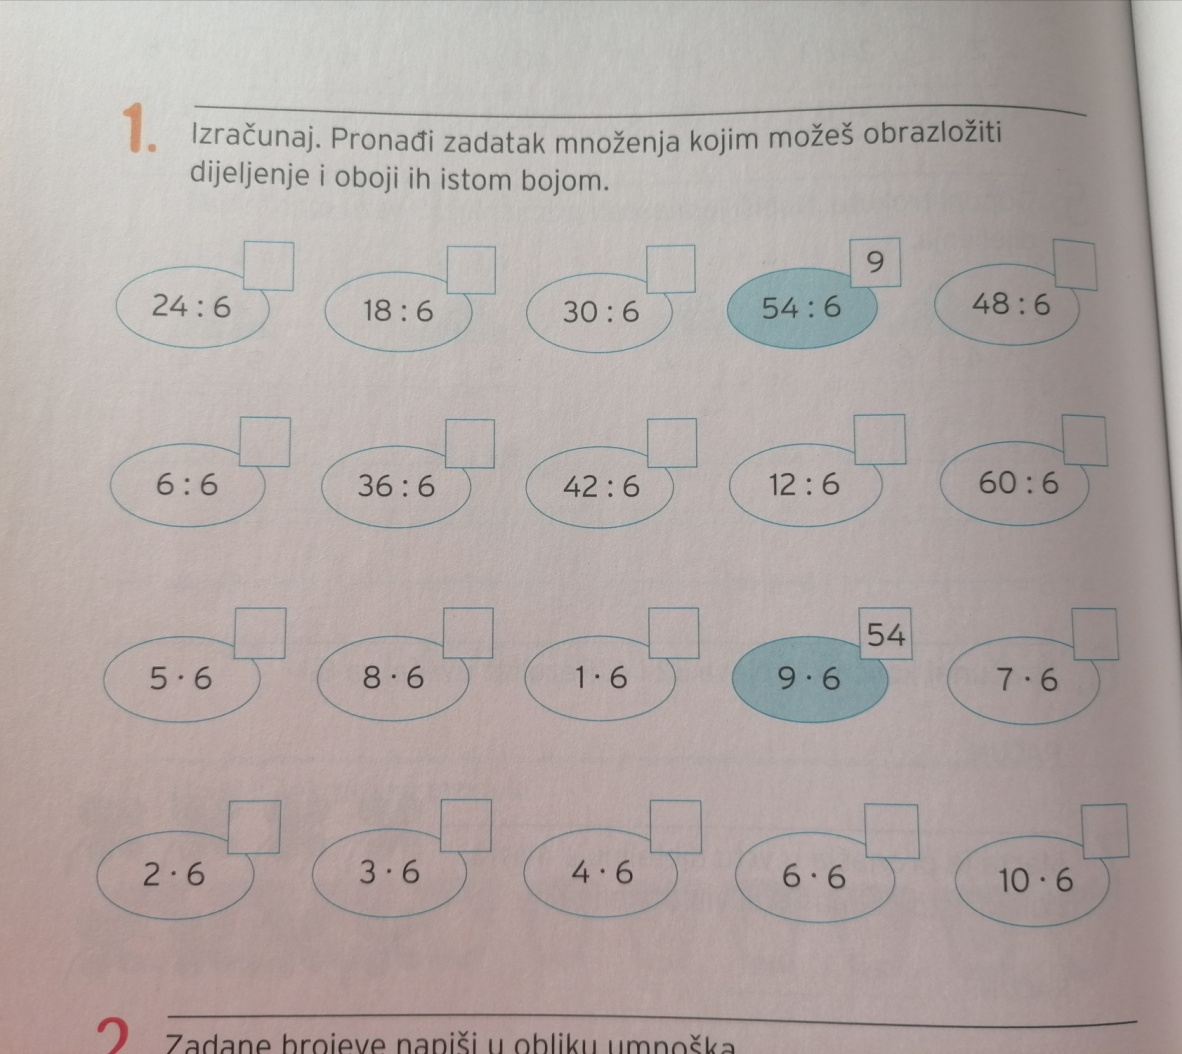 1.
Izračunaj. Pronađi zadatak množenja kojim možeš obrazložiti
dijeljenje i oboji ih istom bojom.
9
24 : 6 18 : 6 30 : 6 54 : 6 48 : 6
6 : 6 36 : 6 42 : 6 12 : 6 60 : 6
54
5 · 6 8 · 6 1 · 6 9 · 6 7 · 6
2 · 6 3 · 6 4 · 6 6 · 6 10 · 6
2
Zadane brojeve napiši u obliku umnoška